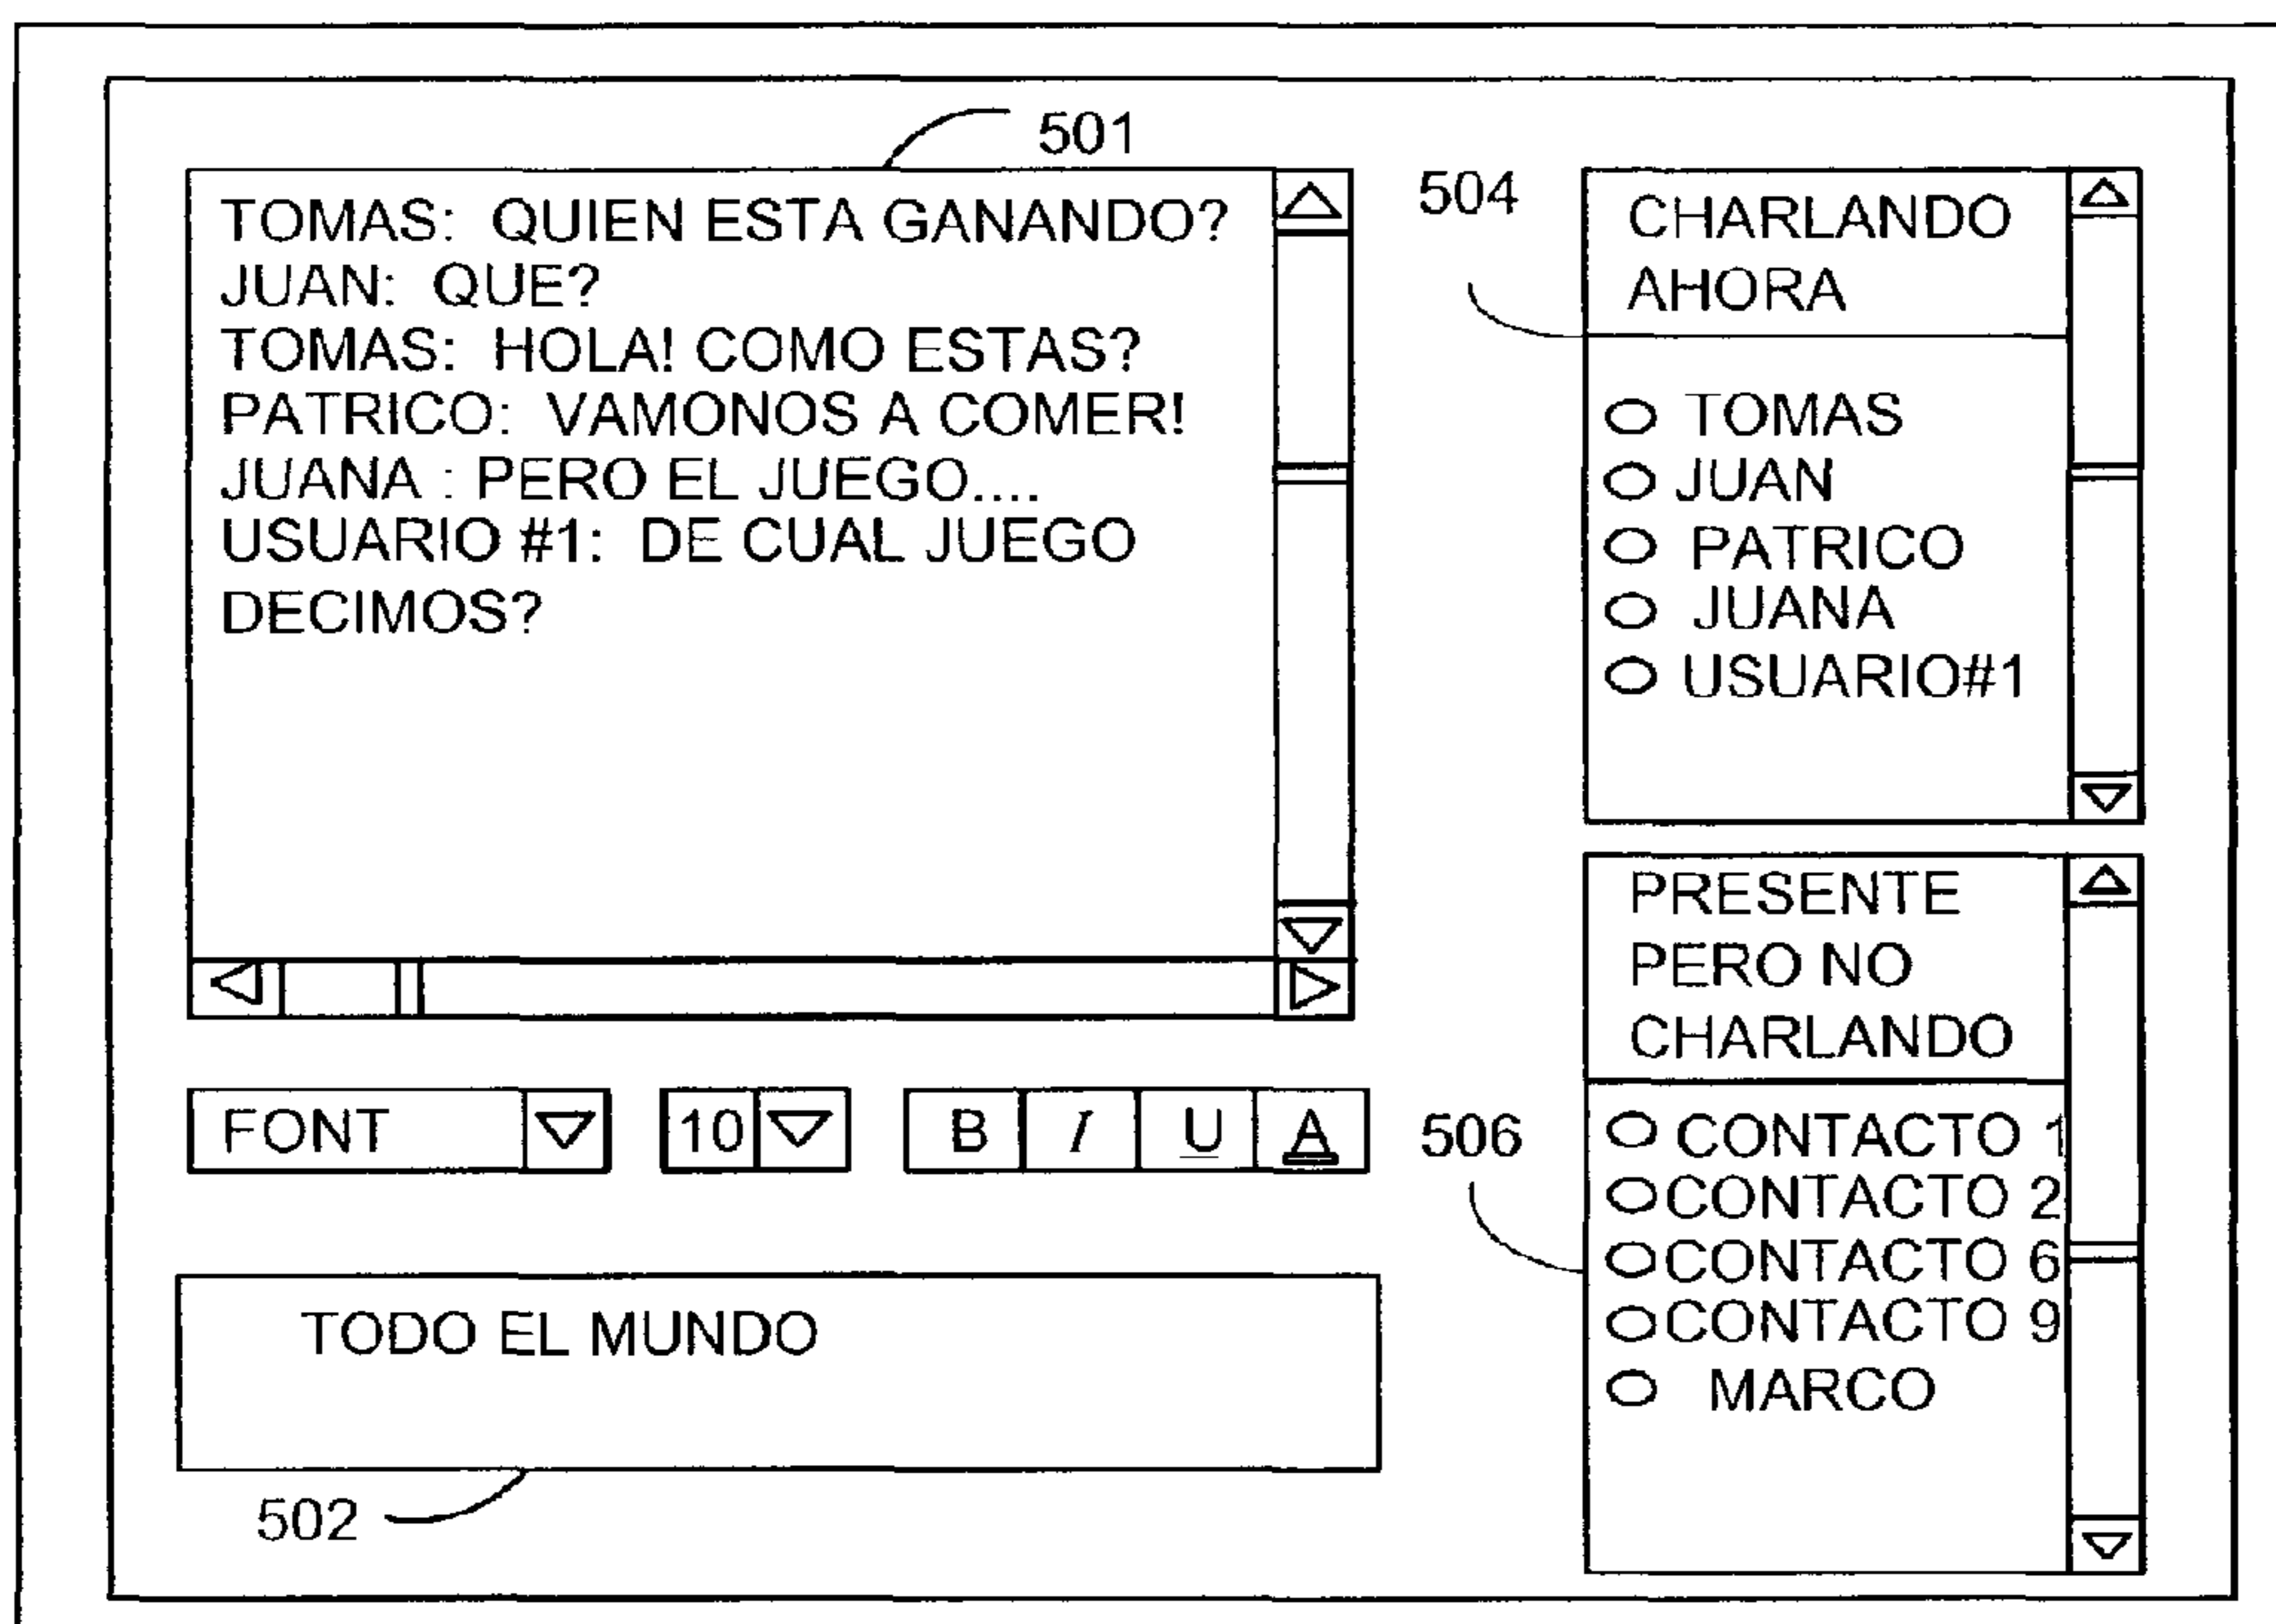 501
TOMAS: QUIEN ESTA GANANDO?
JUAN: QUE?
TOMAS: HOLA! COMO ESTAS?
PATRICO: VAMONOS A COMER!
JUANA : PERO EL JUEGO....
USUARIO #1: DE CUAL JUEGO
DECIMOS?
FONT
10
B I U A
TODO EL MUNDO
502
504
CHARLANDO
AHORA
TOMAS
JUAN
PATRICO
JUANA
USUARIO#1
PRESENTE
PERO NO
CHARLANDO
506
CONTACTO 1
CONTACTO 2
CONTACTO 6
CONTACTO 9
MARCO